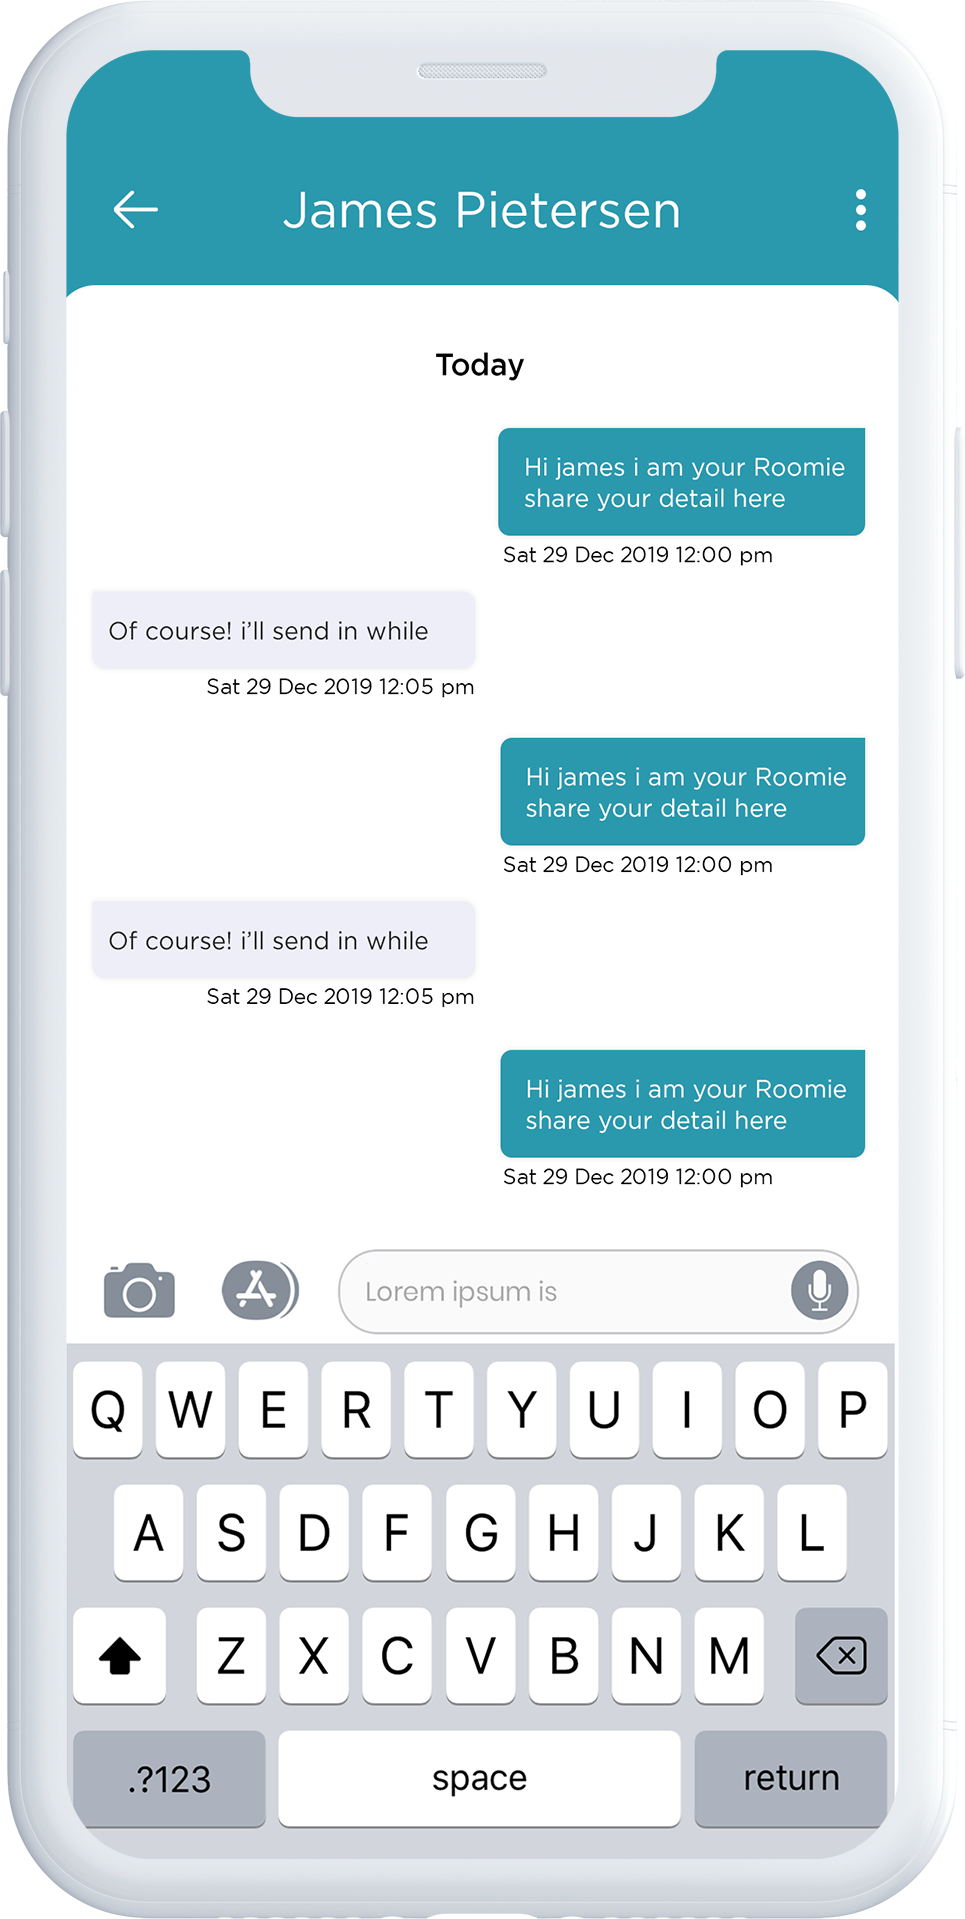 James Pietersen
Today
Hi james i am your Roomie
share your detail here
Sat 29 Dec 2019 12:00 pm
Of course! i’ll send in while
Sat 29 Dec 2019 12:05 pm
Hi james i am your Roomie
share your detail here
Sat 29 Dec 2019 12:00 pm
Of course! i’ll send in while
Sat 29 Dec 2019 12:05 pm
Hi james i am your Roomie
share your detail here
Sat 29 Dec 2019 12:00 pm
Lorem ipsum is
Q W E R T Y U I O P
A S D F G H J K L
Z X C V B N M
.?123 space return